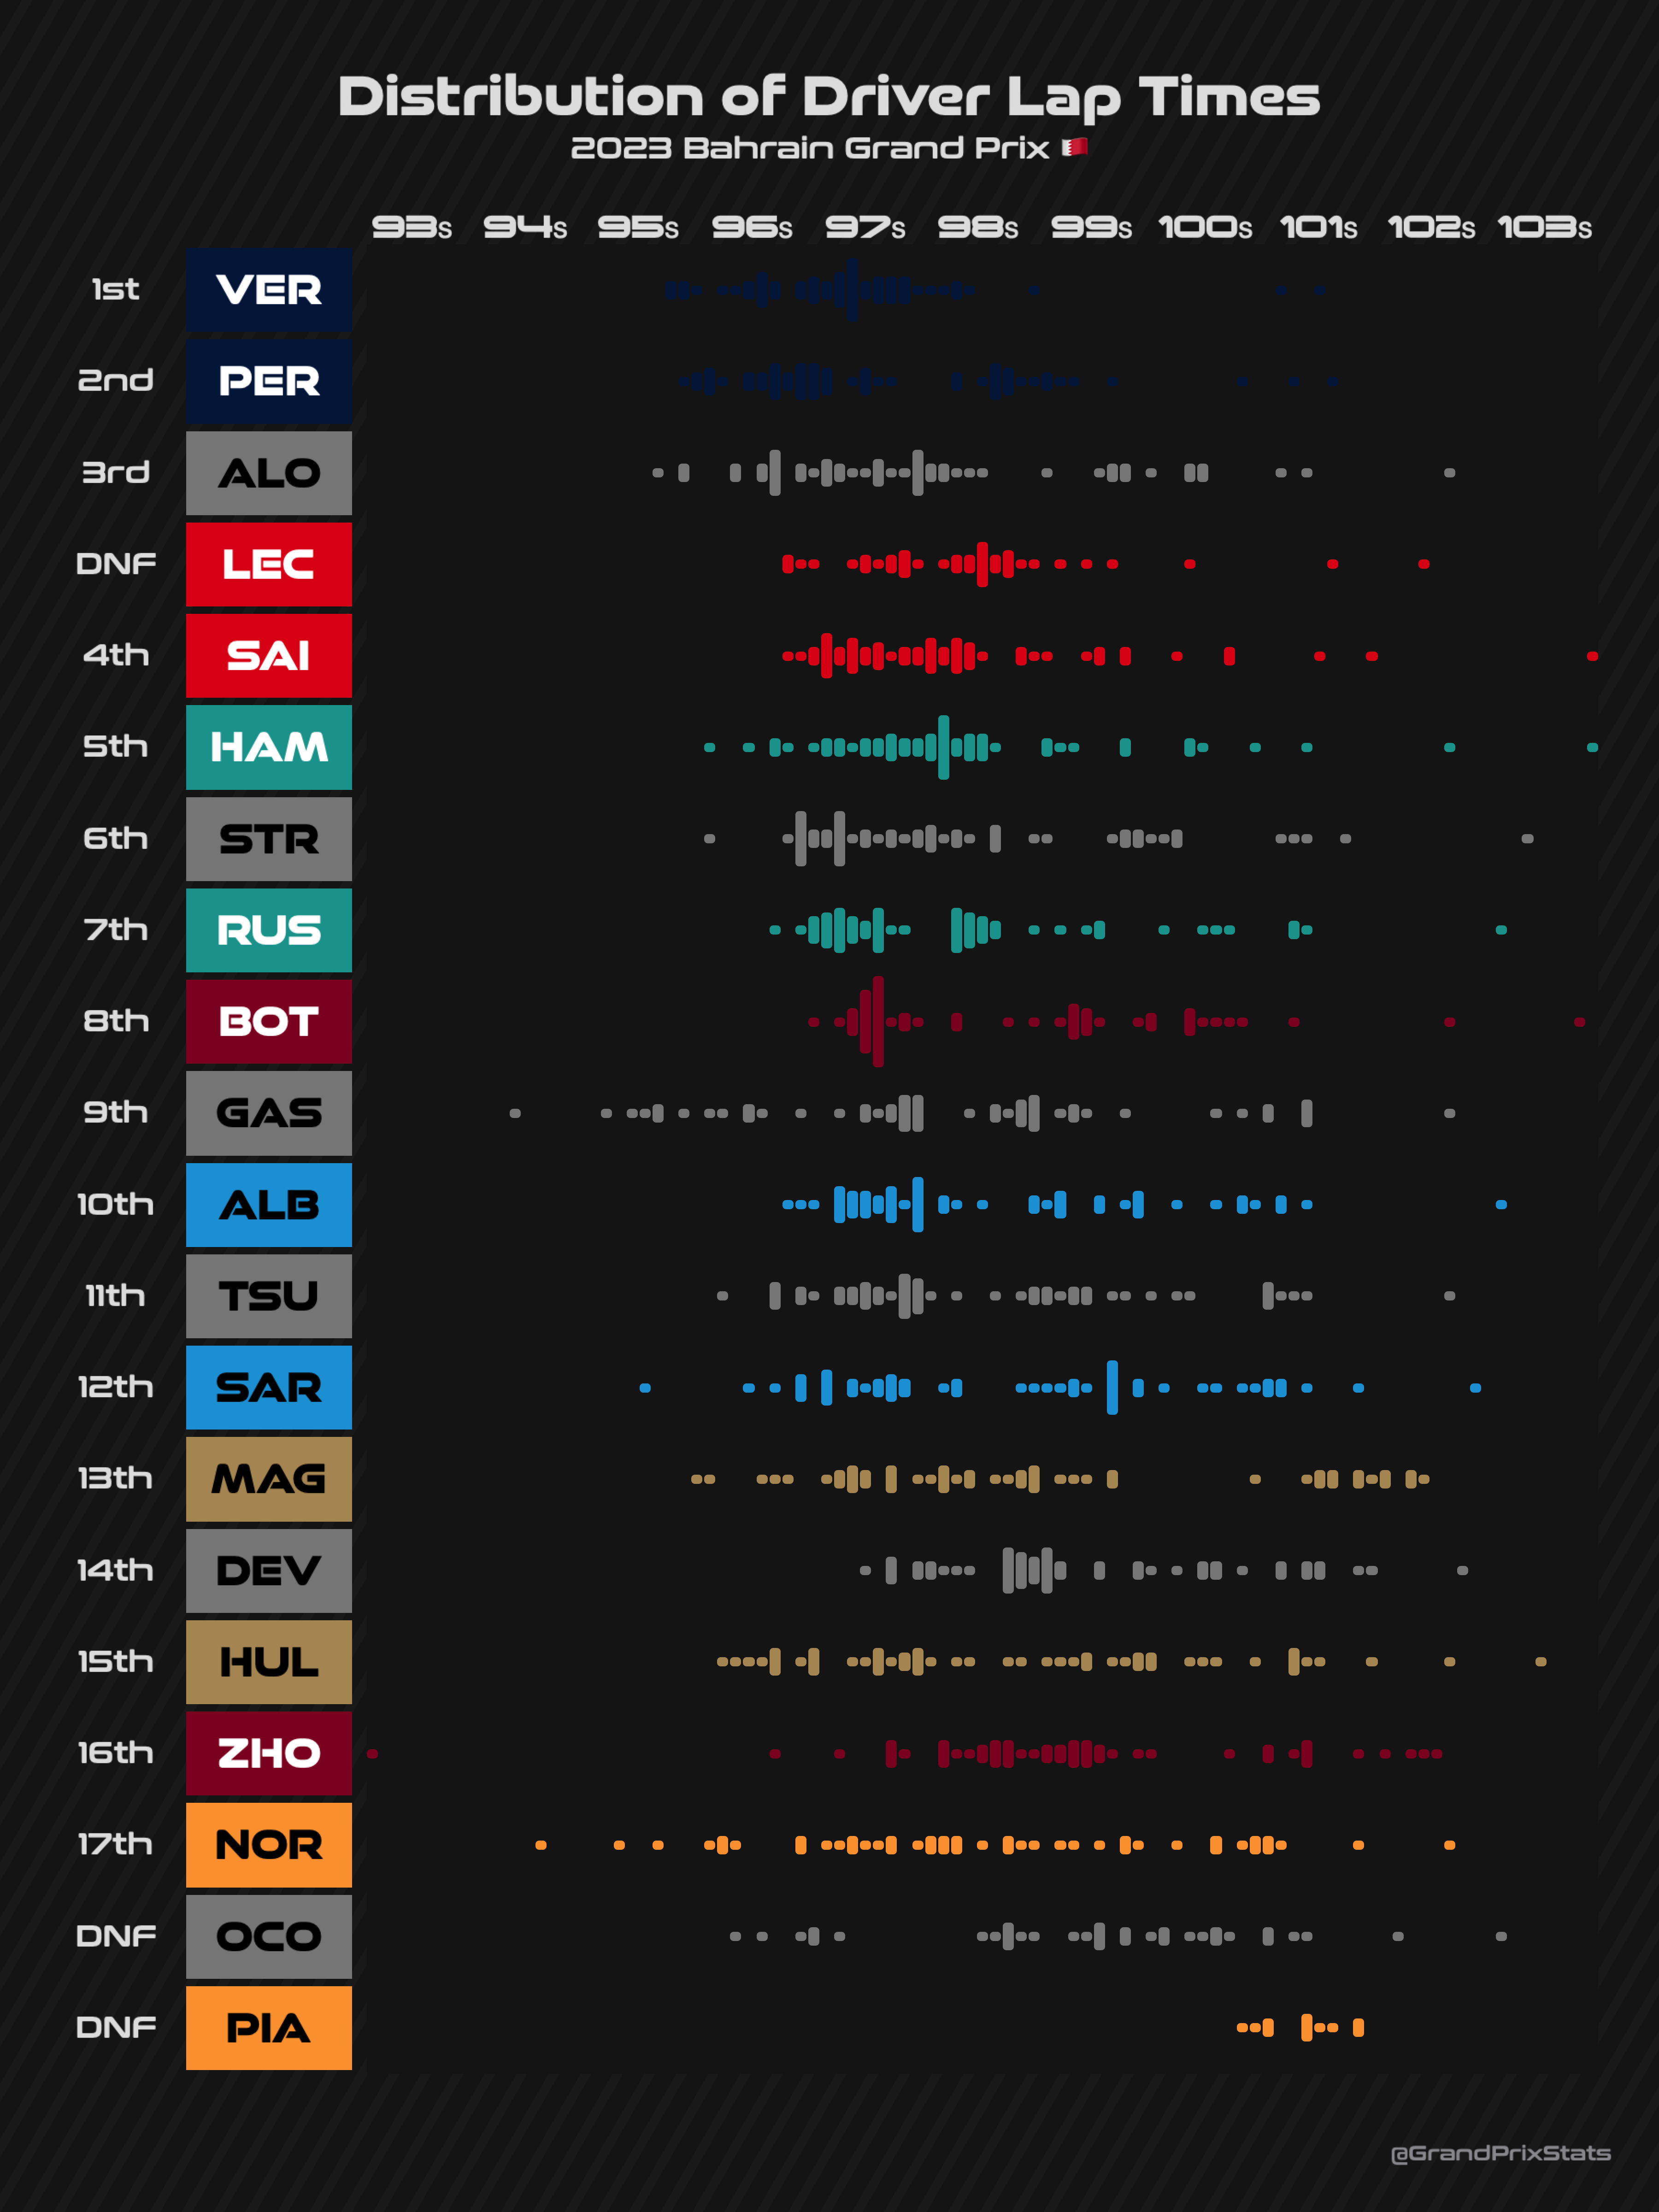 Distribution of Driver Lap Times
2023 Bahrain Grand Prix
93s 94s 95s 96s 97s 98s 99s 100s 101s 102s 103s
1st VER
2nd PER
3rd ALO
DNF LEC
4th SAI
5th HAM
6th STR
7th RUS
8th BOT
9th GAS
10th ALB
11th TSU
12th SAR
13th MAG
14th DEV
15th HUL
16th ZHO
17th NOR
DNF OCO
DNF PIA
@GrandPrixStats